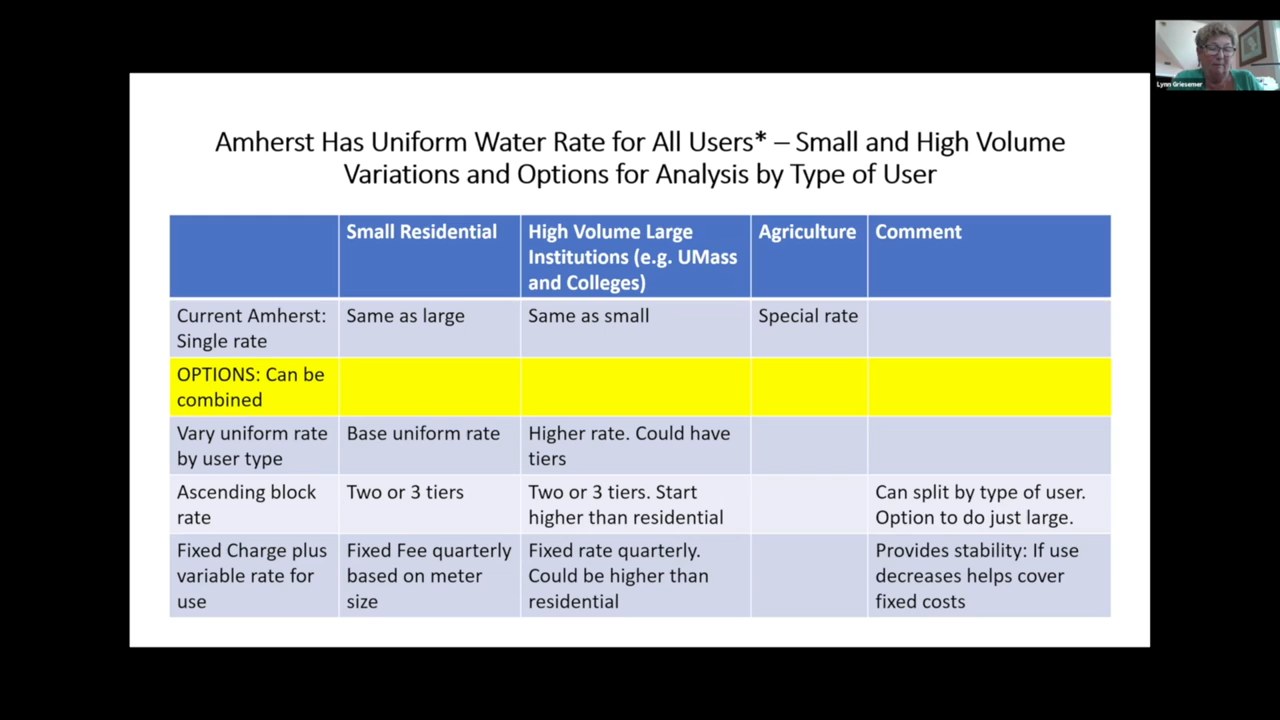 Lynn Griesemer
Amherst Has Uniform Water Rate for All Users* – Small and High Volume
Variations and Options for Analysis by Type of User
Small Residential
High Volume Large
Institutions (e.g. UMass
and Colleges)
Agriculture
Comment
Current Amherst:
Single rate
Same as large
Same as small
Special rate
OPTIONS: Can be
combined
Vary uniform rate
by user type
Base uniform rate
Higher rate. Could have
tiers
Ascending block
rate
Two or 3 tiers
Two or 3 tiers. Start
higher than residential
Can split by type of user.
Option to do just large.
Fixed Charge plus
variable rate for
use
Fixed Fee quarterly
based on meter
size
Fixed rate quarterly.
Could be higher than
residential
Provides stability: If use
decreases helps cover
fixed costs